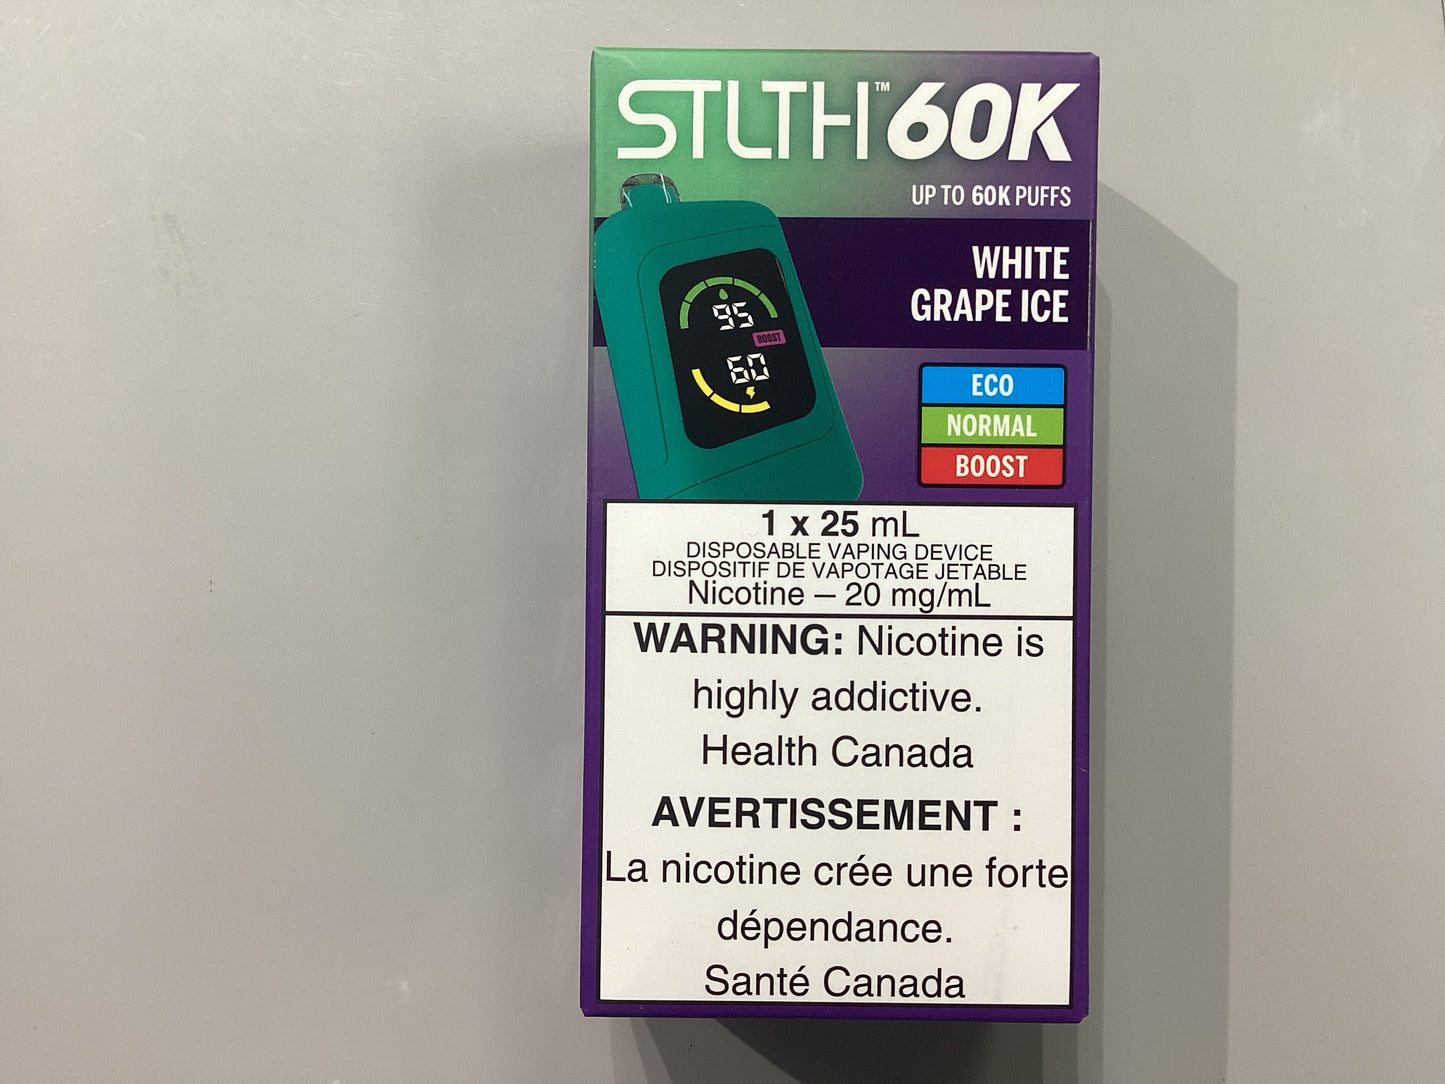 STLTH™ 60K
UP TO 60K PUFFS
WHITE
GRAPE ICE
95
BOOST
60
ECO
NORMAL
BOOST
1 x 25 mL
DISPOSABLE VAPING DEVICE
DISPOSITIF DE VAPOTAGE JETABLE
Nicotine – 20 mg/mL
WARNING: Nicotine is
highly addictive.
Health Canada
AVERTISSEMENT :
La nicotine crée une forte
dépendance.
Santé Canada